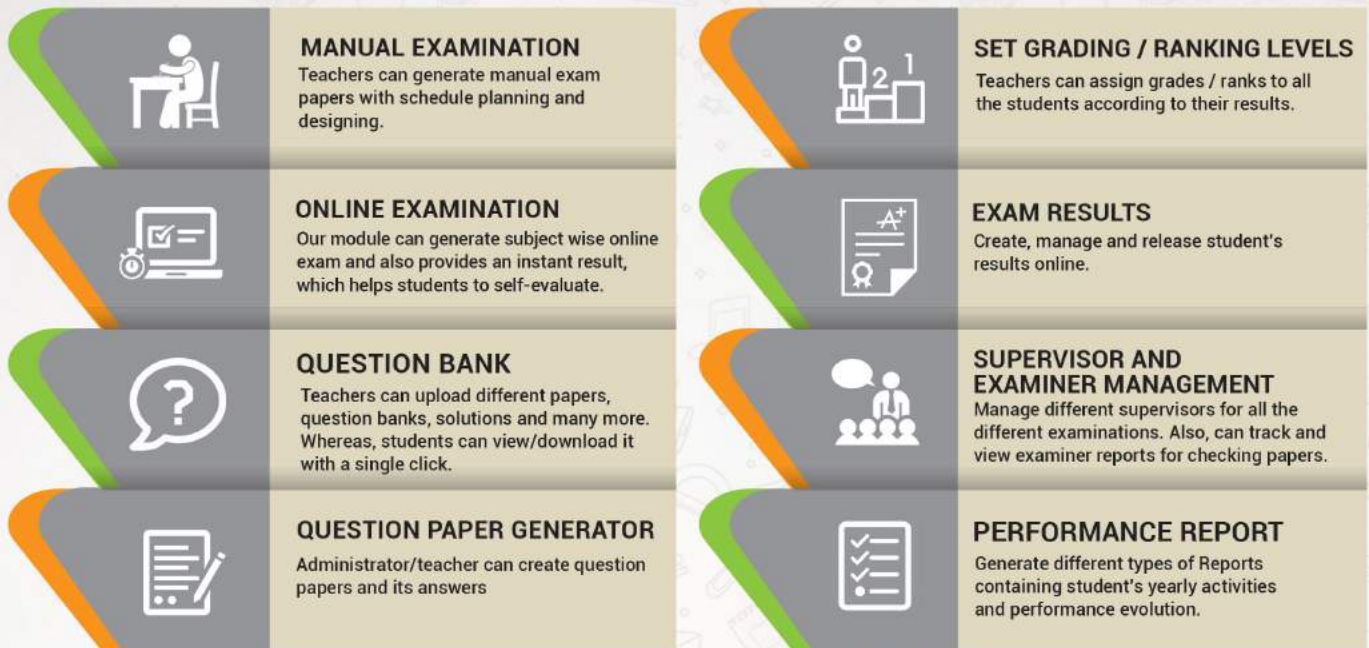 MANUAL EXAMINATION
Teachers can generate manual exam
papers with schedule planning and
designing.
ONLINE EXAMINATION
Our module can generate subject wise online
exam and also provides an instant result,
which helps students to self-evaluate.
?
QUESTION BANK
Teachers can upload different papers,
question banks, solutions and many more.
Whereas, students can view/download it
with a single click.
QUESTION PAPER GENERATOR
Administrator/teacher can create question
papers and its answers
2 1
SET GRADING / RANKING LEVELS
Teachers can assign grades / ranks to all
the students according to their results.
A+
EXAM RESULTS
Create, manage and release student's
results online.
SUPERVISOR AND
EXAMINER MANAGEMENT
Manage different supervisors for all the
different examinations. Also, can track and
view examiner reports for checking papers.
PERFORMANCE REPORT
Generate different types of Reports
containing student's yearly activities
and performance evolution.